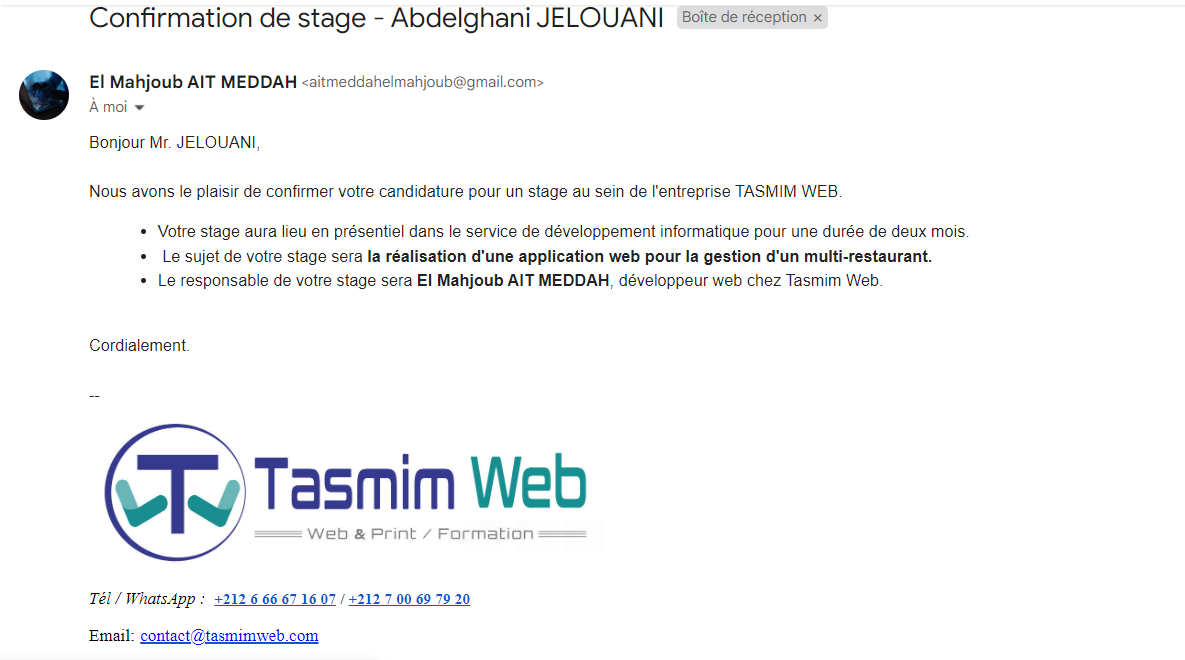 Confirmation de stage - Abdelghani JELOUANI Boîte de réception ×
El Mahjoub AIT MEDDAH <aitmeddahelmahjoub@gmail.com>
À moi
Bonjour Mr. JELOUANI,
Nous avons le plaisir de confirmer votre candidature pour un stage au sein de l'entreprise TASMIM WEB.
• Votre stage aura lieu en présentiel dans le service de développement informatique pour une durée de deux mois.
• Le sujet de votre stage sera la réalisation d'une application web pour la gestion d'un multi-restaurant.
• Le responsable de votre stage sera El Mahjoub AIT MEDDAH, développeur web chez Tasmim Web.
Cordialement.
--
Tasmim Web
Web & Print / Formation
Tél / WhatsApp : +212 6 66 67 16 07 / +212 7 00 69 79 20
Email: contact@tasmimweb.com